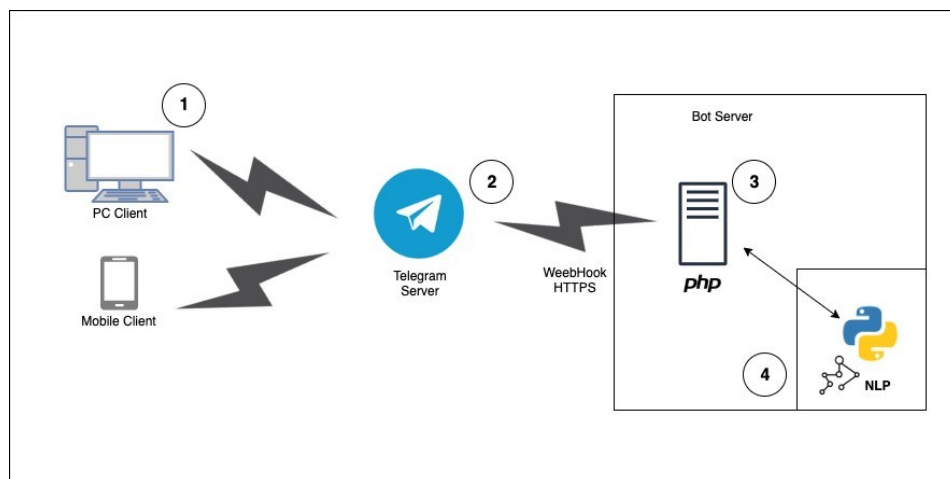 1
PC Client
Mobile Client
2
Telegram
Server
WeebHook
HTTPS
Bot Server
3
php
4
NLP